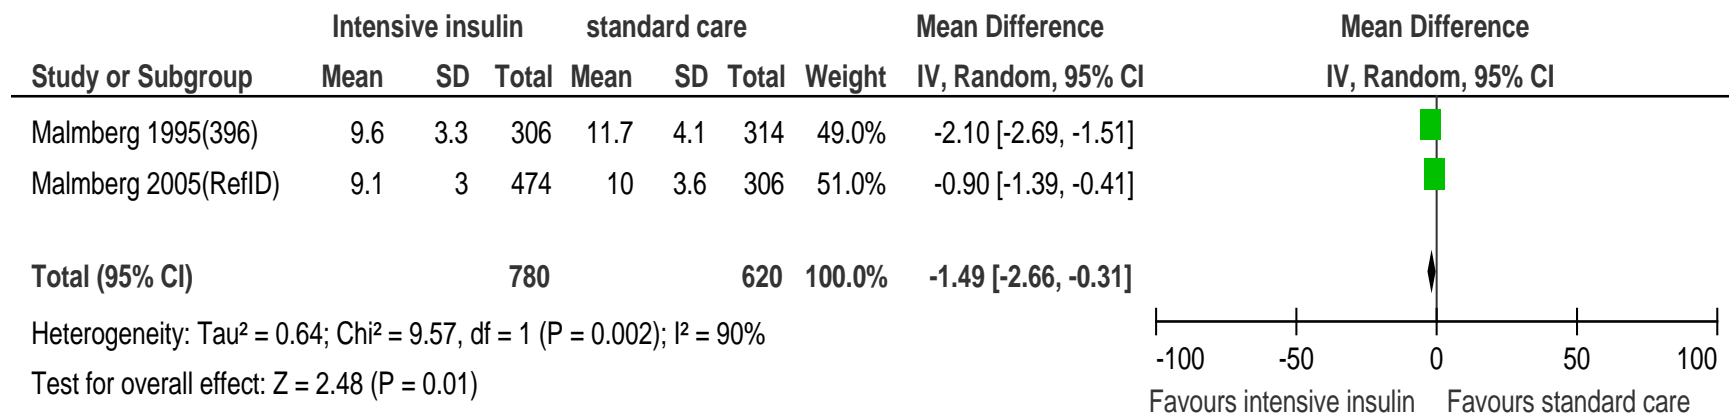 Intensive insulin standard care Mean Difference Mean Difference
Study or Subgroup Mean SD Total Mean SD Total Weight IV, Random, 95% CI IV, Random, 95% CI
Malmberg 1995(396) 9.6 3.3 306 11.7 4.1 314 49.0% -2.10 [-2.69, -1.51]
Malmberg 2005(RefID) 9.1 3 474 10 3.6 306 51.0% -0.90 [-1.39, -0.41]
Total (95% CI) 780 620 100.0% -1.49 [-2.66, -0.31]
Heterogeneity: Tau² = 0.64; Chi² = 9.57, df = 1 (P = 0.002); I² = 90%
Test for overall effect: Z = 2.48 (P = 0.01)
-100 -50 0 50 100
Favours intensive insulin Favours standard care